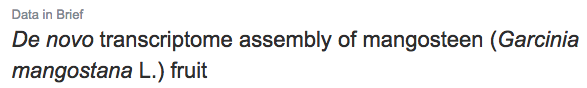 Data in Brief
De novo transcriptome assembly of mangosteen (Garcinia
mangostana L.) fruit